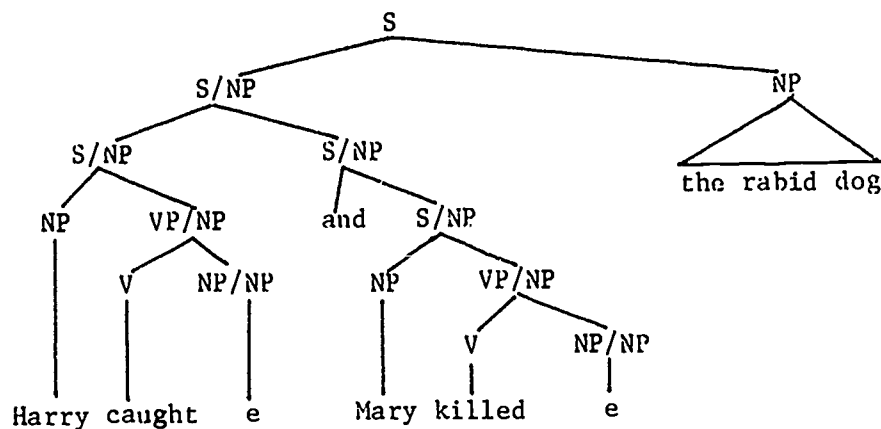 S
S/NP NP
S/NP S/NP
the rabid dog
NP VP/NP and S/NP
V NP/NP NP VP/NP
V NP/NP
Harry caught e Mary killed e